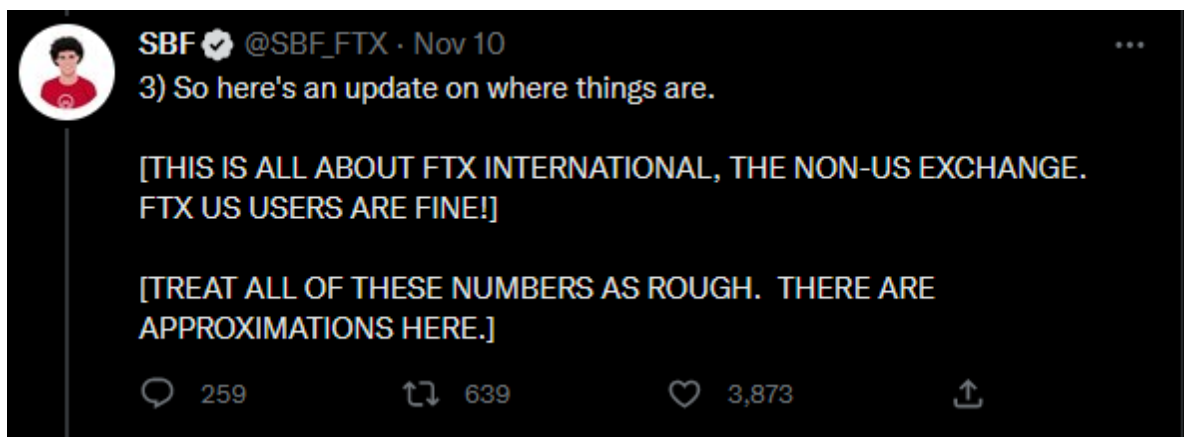 SBF @SBF_FTX · Nov 10
3) So here's an update on where things are.
[THIS IS ALL ABOUT FTX INTERNATIONAL, THE NON-US EXCHANGE.
FTX US USERS ARE FINE!]
[TREAT ALL OF THESE NUMBERS AS ROUGH.  THERE ARE
APPROXIMATIONS HERE.]
259 639 3,873